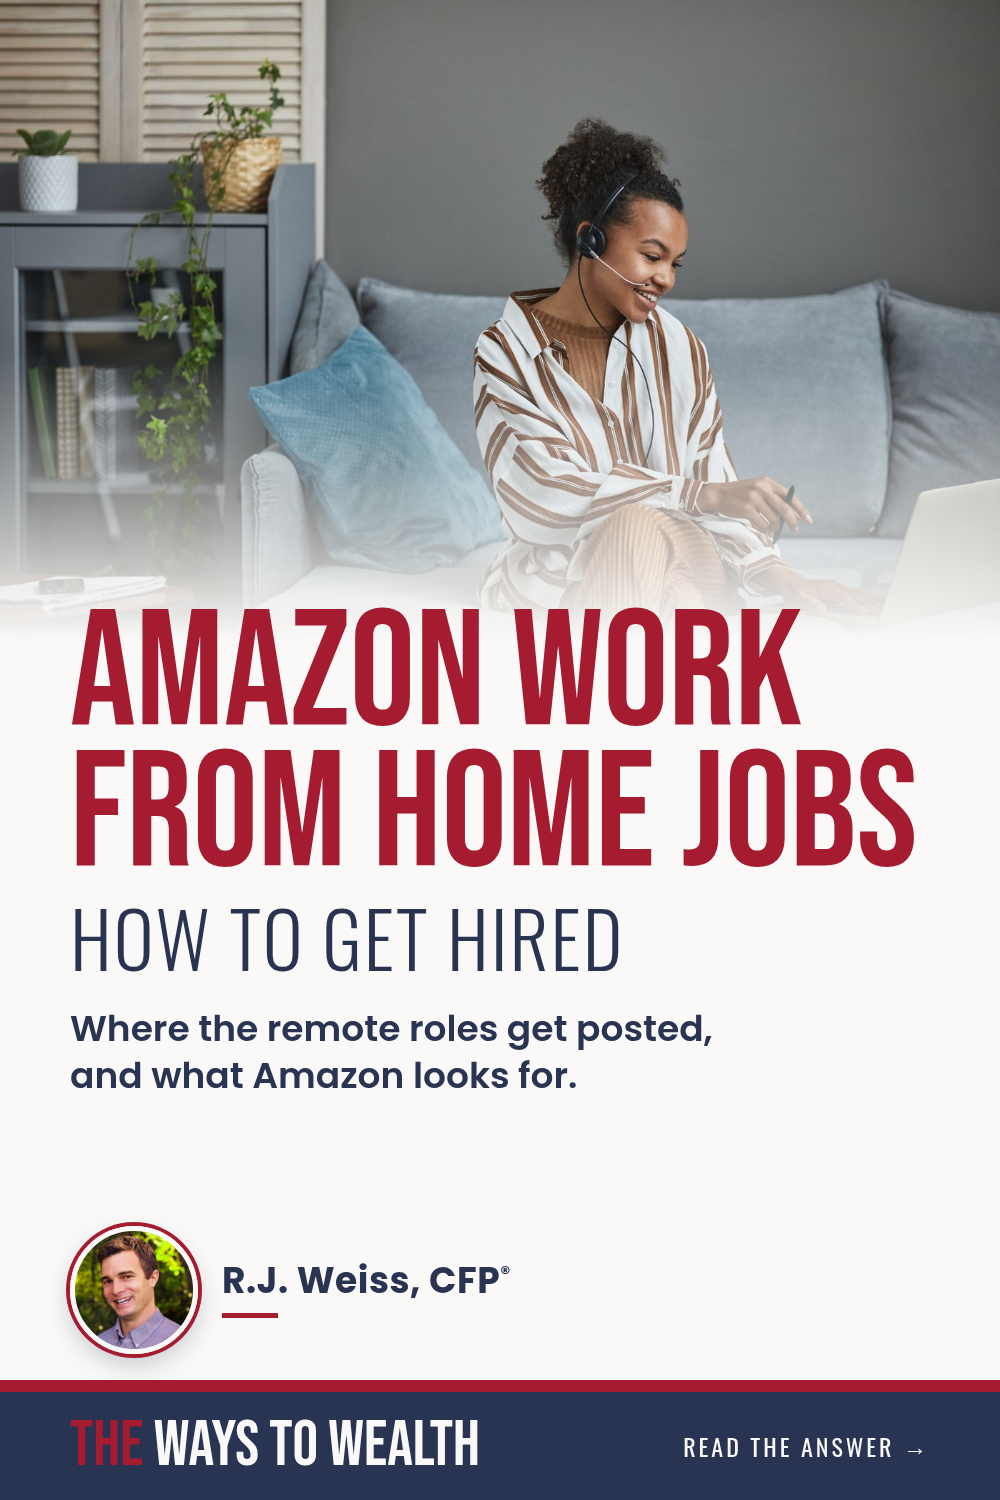 AMAZON WORK
FROM HOME JOBS
HOW TO GET HIRED
Where the remote roles get posted,
and what Amazon looks for.
R.J. Weiss, CFP®
THE WAYS TO WEALTH
READ THE ANSWER →